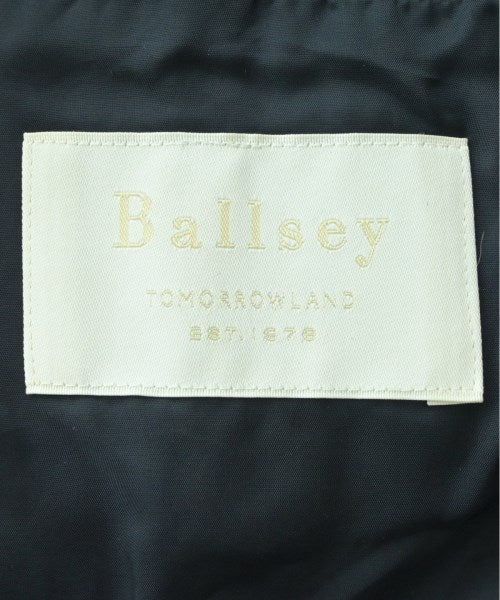 Ballsey
TOMORROWLAND
EST. 1978